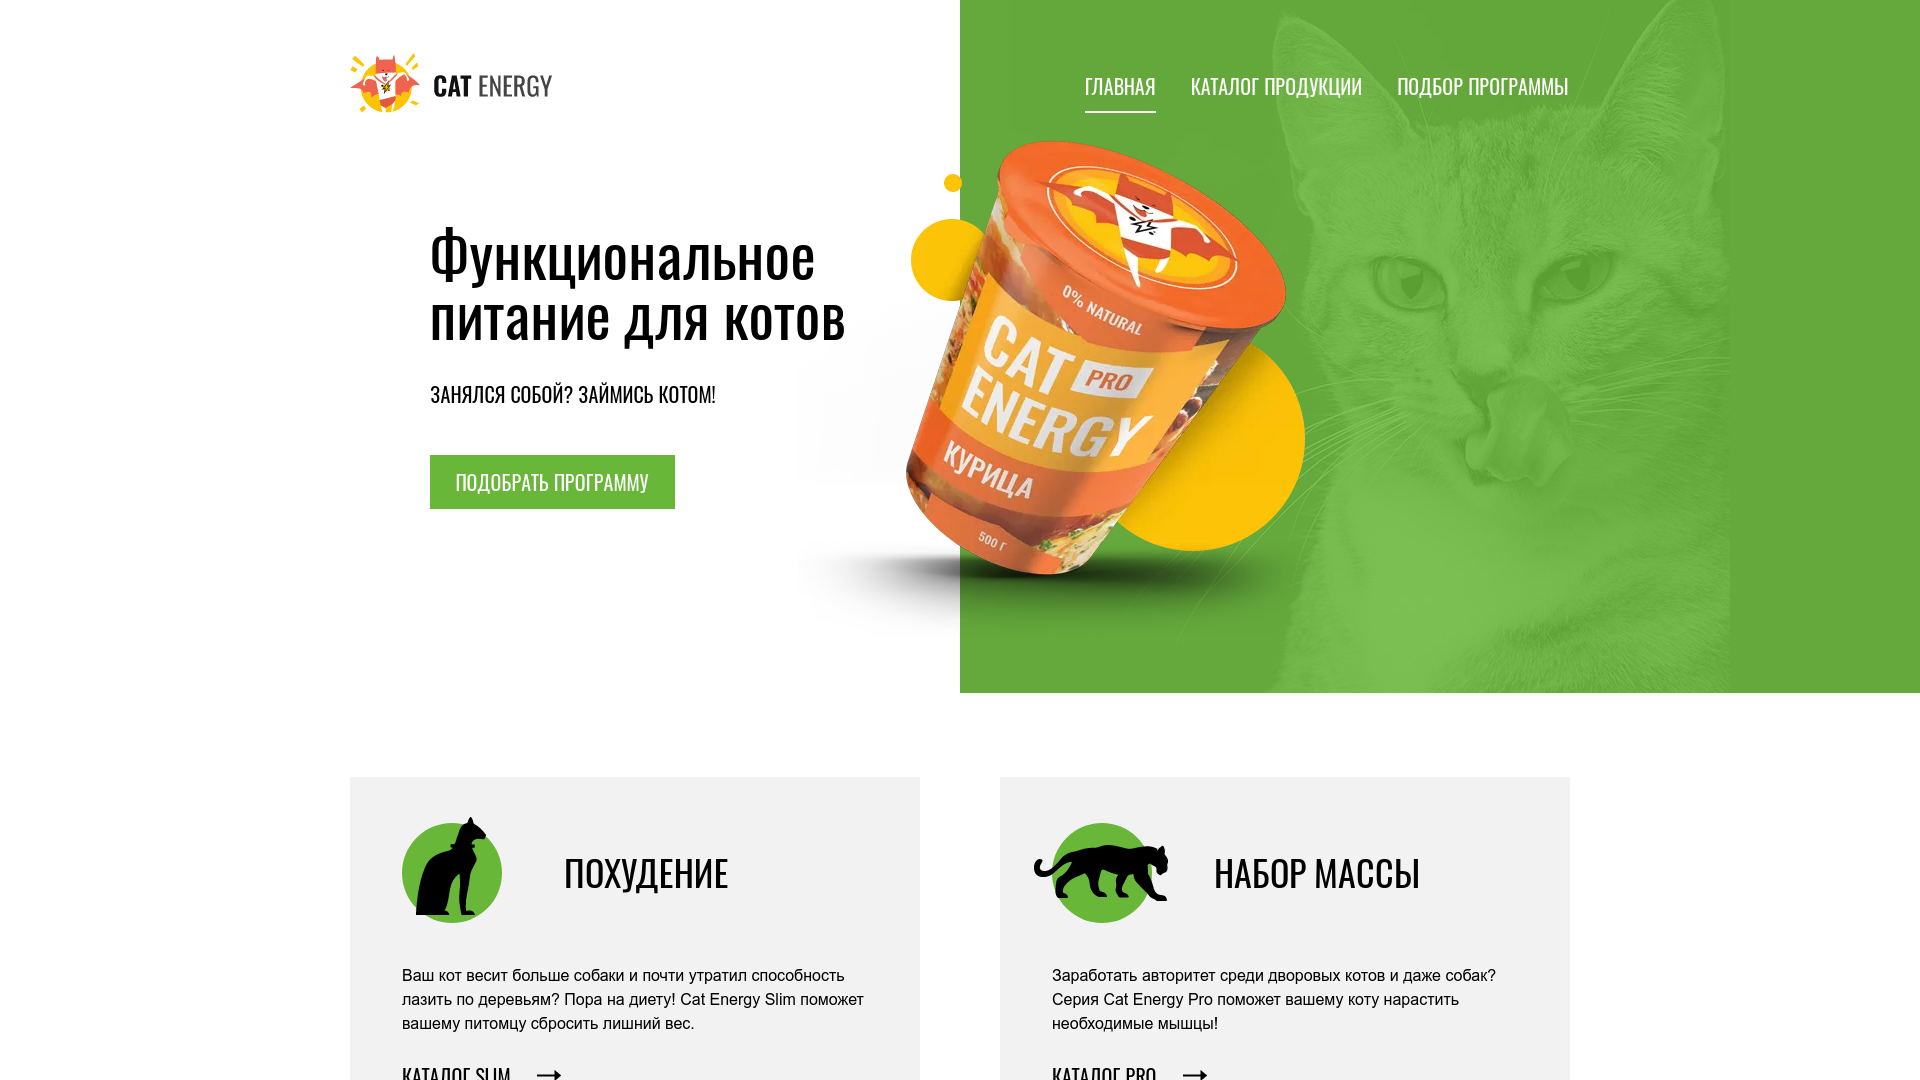 CAT ENERGY
ГЛАВНАЯ
КАТАЛОГ ПРОДУКЦИИ
ПОДБОР ПРОГРАММЫ
Функциональное
питание для котов
ЗАНЯЛСЯ СОБОЙ? ЗАЙМИСЬ КОТОМ!
ПОДОБРАТЬ ПРОГРАММУ
0% NATURAL
CAT PRO
ENERGY
КУРИЦА
500 Г
ПОХУДЕНИЕ
Ваш кот весит больше собаки и почти утратил способность
лазить по деревьям? Пора на диету! Cat Energy Slim поможет
вашему питомцу сбросить лишний вес.
КАТАЛОГ SLIM
НАБОР МАССЫ
Заработать авторитет среди дворовых котов и даже собак?
Серия Cat Energy Pro поможет вашему коту нарастить
необходимые мышцы!
КАТАЛОГ PRO